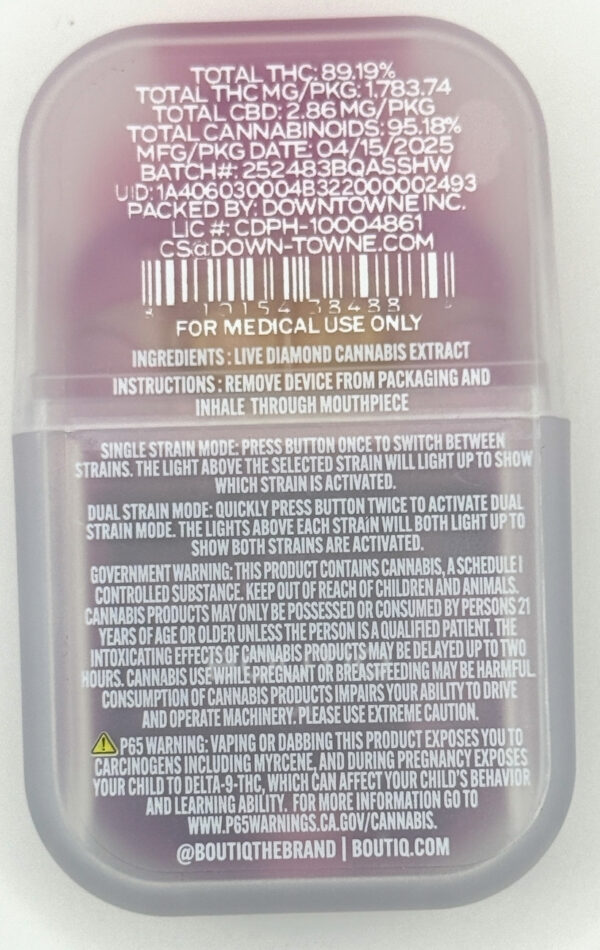 TOTAL THC: 89.19%
TOTAL THC MG/PKG: 1,783.74
TOTAL CBD: 2.86 MG/PKG
TOTAL CANNABINOIDS: 95.18%
MFG/PKG DATE: 04/15/2025
BATCH#: 252483BQASSHW
UID: 1A406030004B322000002493
PACKED BY: DOWNTOWNE INC.
LIC #: CDPH-10004861
CS@DOWN-TOWNE.COM
FOR MEDICAL USE ONLY
INGREDIENTS : LIVE DIAMOND CANNABIS EXTRACT
INSTRUCTIONS : REMOVE DEVICE FROM PACKAGING AND
INHALE THROUGH MOUTHPIECE
SINGLE STRAIN MODE: PRESS BUTTON ONCE TO SWITCH BETWEEN
STRAINS. THE LIGHT ABOVE THE SELECTED STRAIN WILL LIGHT UP TO SHOW
WHICH STRAIN IS ACTIVATED.
DUAL STRAIN MODE: QUICKLY PRESS BUTTON TWICE TO ACTIVATE DUAL
STRAIN MODE. THE LIGHTS ABOVE EACH STRAIN WILL BOTH LIGHT UP TO
SHOW BOTH STRAINS ARE ACTIVATED.
GOVERNMENT WARNING: THIS PRODUCT CONTAINS CANNABIS, A SCHEDULE I
CONTROLLED SUBSTANCE. KEEP OUT OF REACH OF CHILDREN AND ANIMALS.
CANNABIS PRODUCTS MAY ONLY BE POSSESSED OR CONSUMED BY PERSONS 21
YEARS OF AGE OR OLDER UNLESS THE PERSON IS A QUALIFIED PATIENT. THE
INTOXICATING EFFECTS OF CANNABIS PRODUCTS MAY BE DELAYED UP TO TWO
HOURS. CANNABIS USE WHILE PREGNANT OR BREASTFEEDING MAY BE HARMFUL.
CONSUMPTION OF CANNABIS PRODUCTS IMPAIRS YOUR ABILITY TO DRIVE
AND OPERATE MACHINERY. PLEASE USE EXTREME CAUTION.
P65 WARNING: VAPING OR DABBING THIS PRODUCT EXPOSES YOU TO
CARCINOGENS INCLUDING MYRCENE, AND DURING PREGNANCY EXPOSES
YOUR CHILD TO DELTA-9-THC, WHICH CAN AFFECT YOUR CHILD'S BEHAVIOR
AND LEARNING ABILITY. FOR MORE INFORMATION GO TO
WWW.P65WARNINGS.CA.GOV/CANNABIS.
@BOUTIQTHEBRAND | BOUTIQ.COM